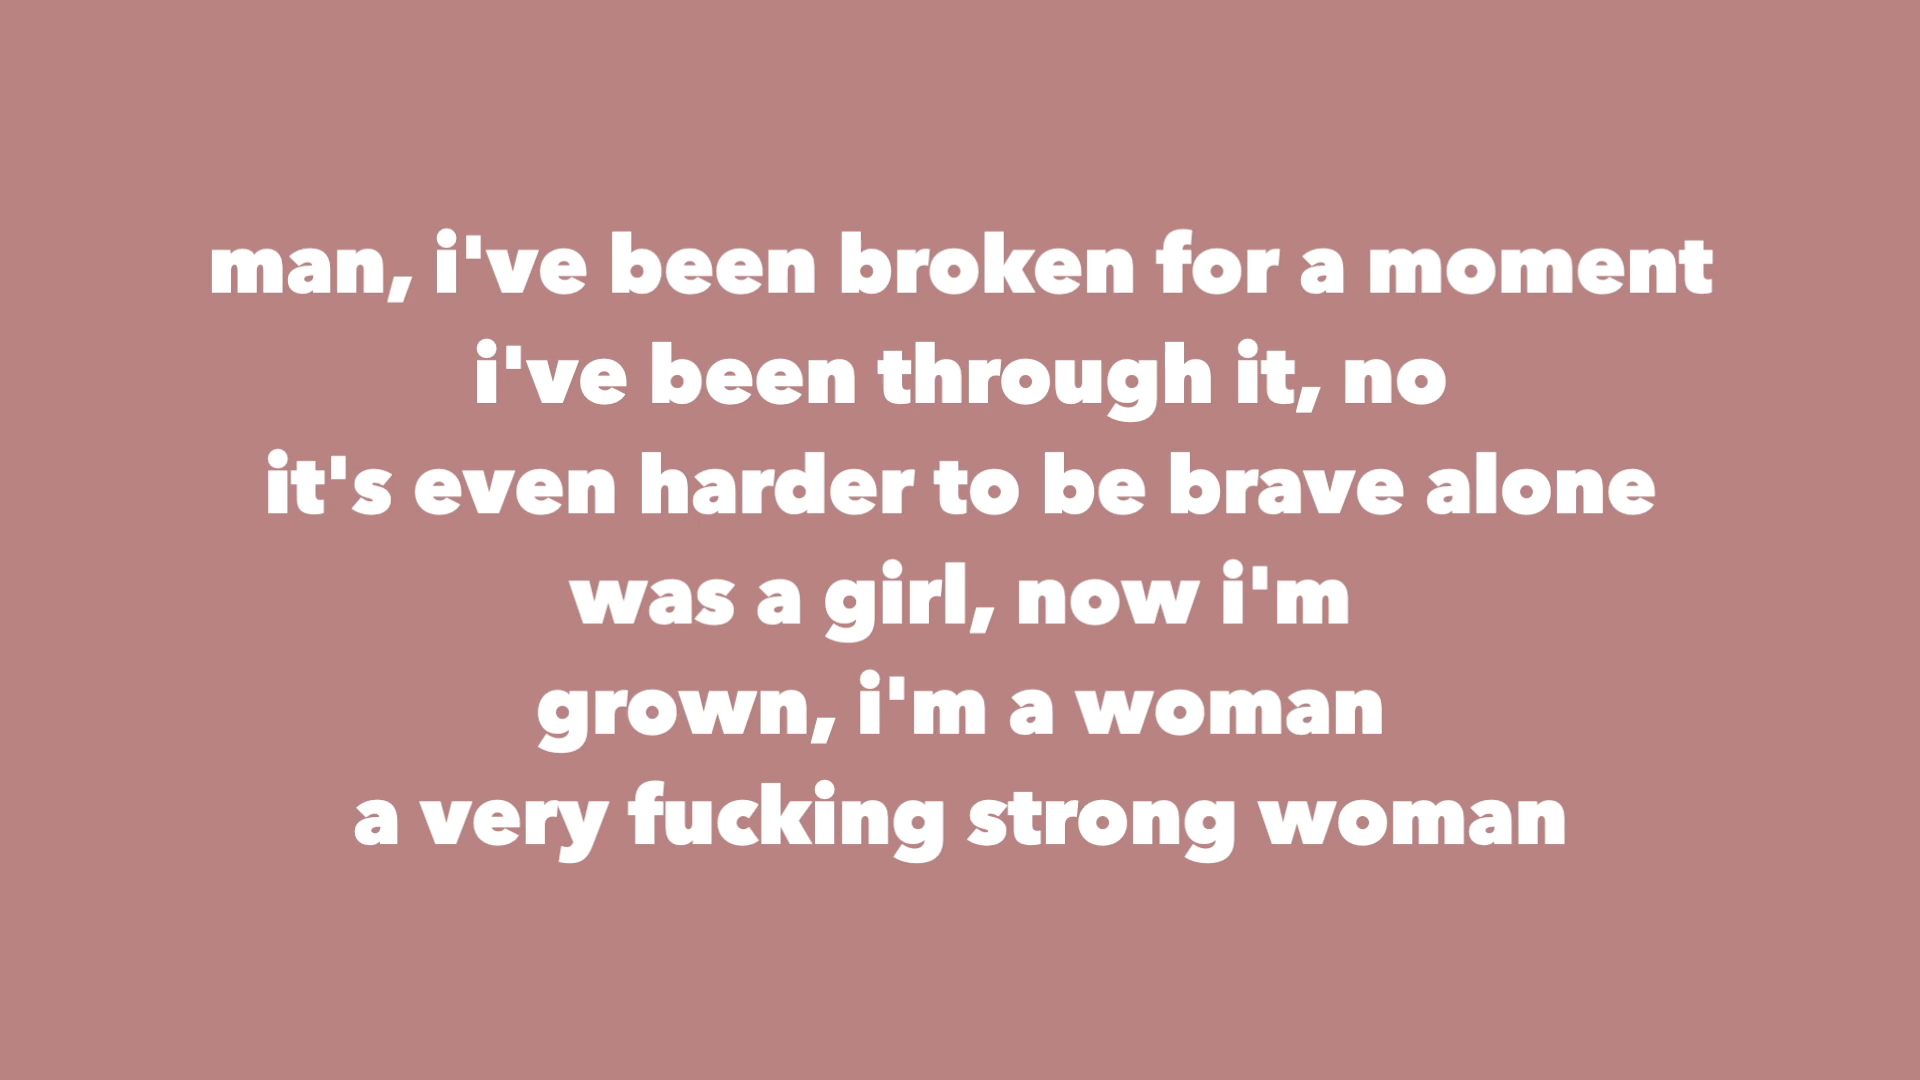 man, i've been broken for a moment
i've been through it, no
it's even harder to be brave alone
was a girl, now i'm
grown, i'm a woman
a very fucking strong woman